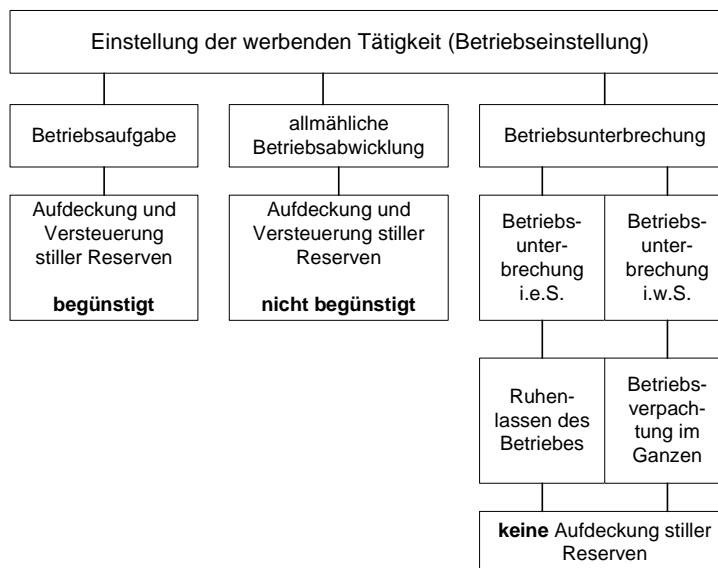 Einstellung der werbenden Tätigkeit (Betriebseinstellung)
Betriebsaufgabe
allmähliche
Betriebsabwicklung
Betriebsunterbrechung
Aufdeckung und
Versteuerung
stiller Reserven
begünstigt
Aufdeckung und
Versteuerung stiller
Reserven
nicht begünstigt
Betriebs-
unter-
brechung
i.e.S.
Betriebs-
unter-
brechung
i.w.S.
Ruhen-
lassen des
Betriebes
Betriebs-
verpach-
tung im
Ganzen
keine Aufdeckung stiller
Reserven